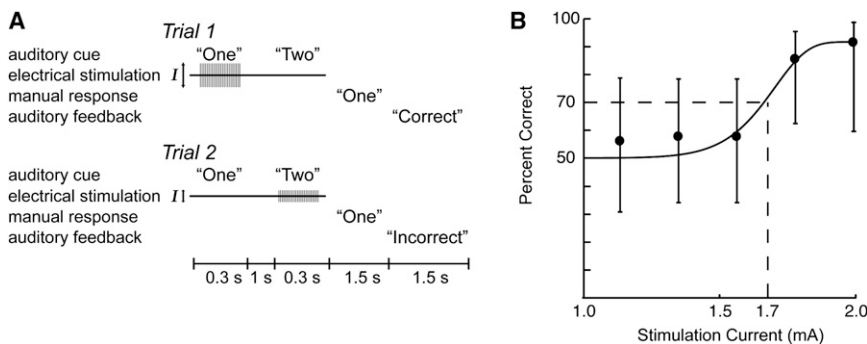 A
Trial 1
auditory cue “One” “Two”
electrical stimulation I
manual response “One”
auditory feedback “Correct”
Trial 2
auditory cue “One” “Two”
electrical stimulation I
manual response “One”
auditory feedback “Incorrect”
0.3 s 1 s 0.3 s 1.5 s 1.5 s
B
100
70
50
Percent Correct
1.0 1.5 1.7 2.0
Stimulation Current (mA)